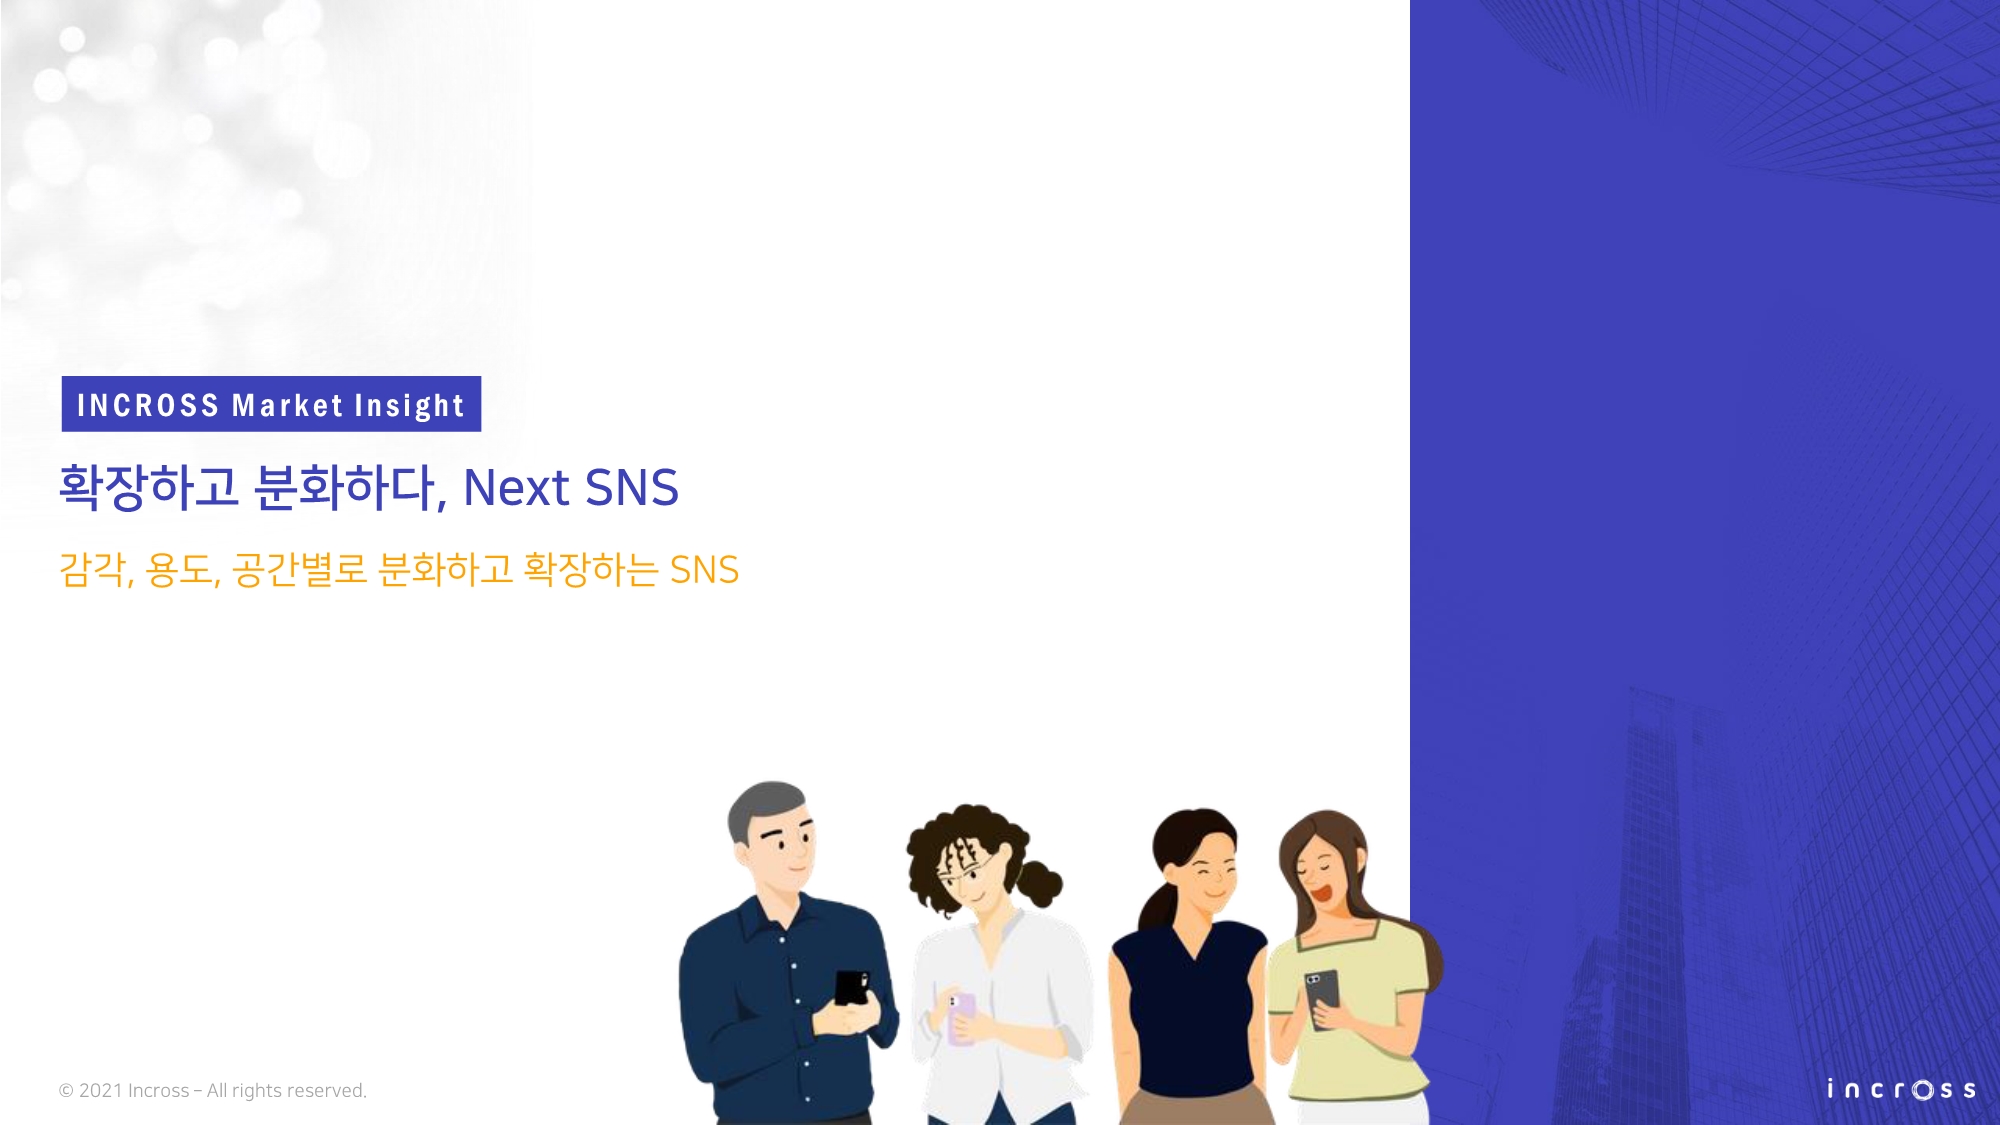 INCROSS Market Insight
확장하고 분화하다, Next SNS
감각, 용도, 공간별로 분화하고 확장하는 SNS
© 2021 Incross – All rights reserved.
incross